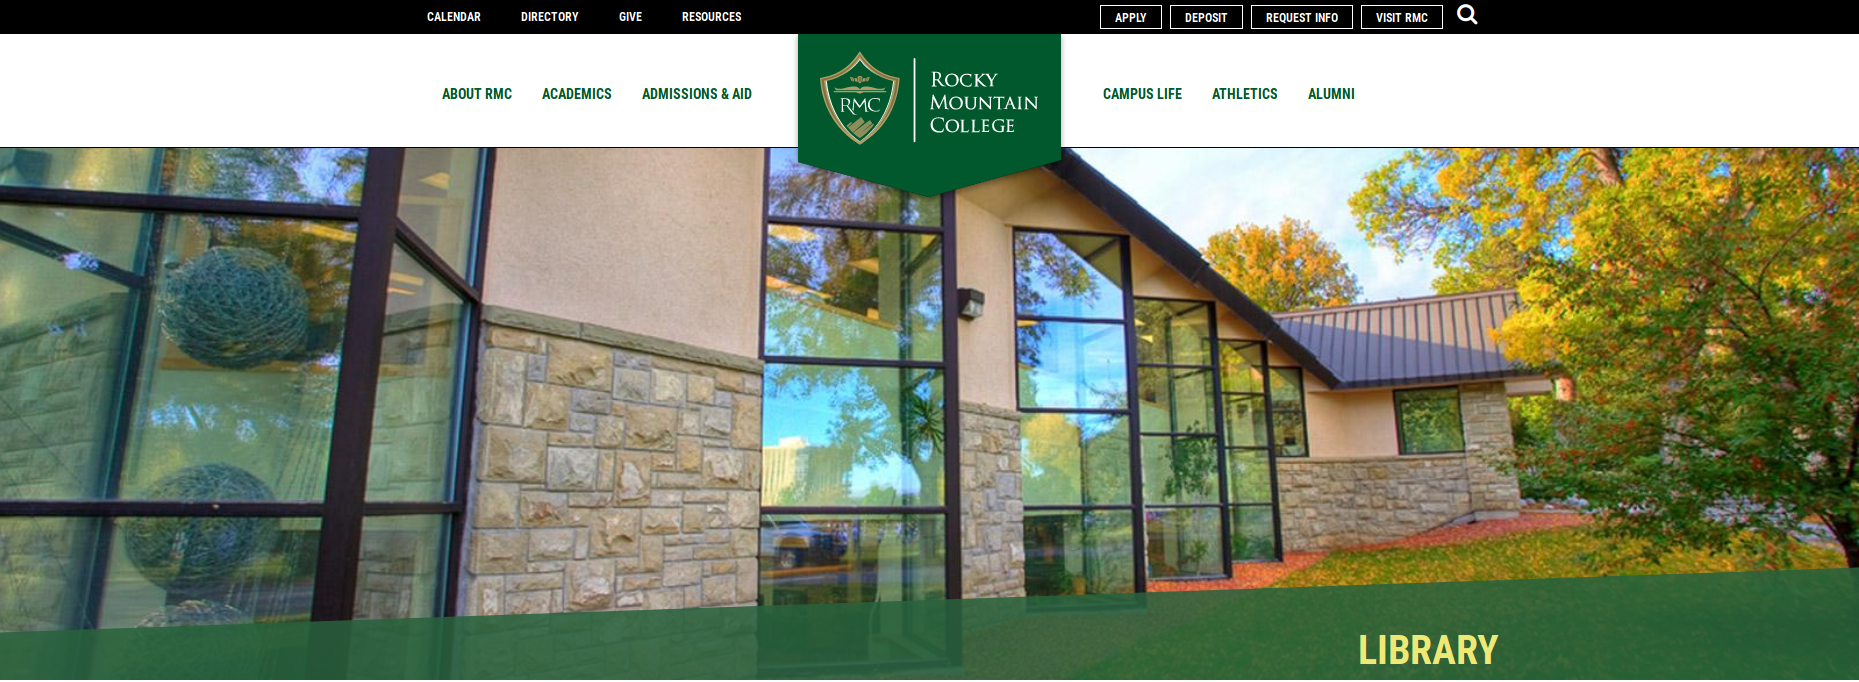 CALENDAR DIRECTORY GIVE RESOURCES APPLY DEPOSIT REQUEST INFO VISIT RMC
ABOUT RMC ACADEMICS ADMISSIONS & AID
RMC
ROCKY
MOUNTAIN
COLLEGE
CAMPUS LIFE ATHLETICS ALUMNI
LIBRARY